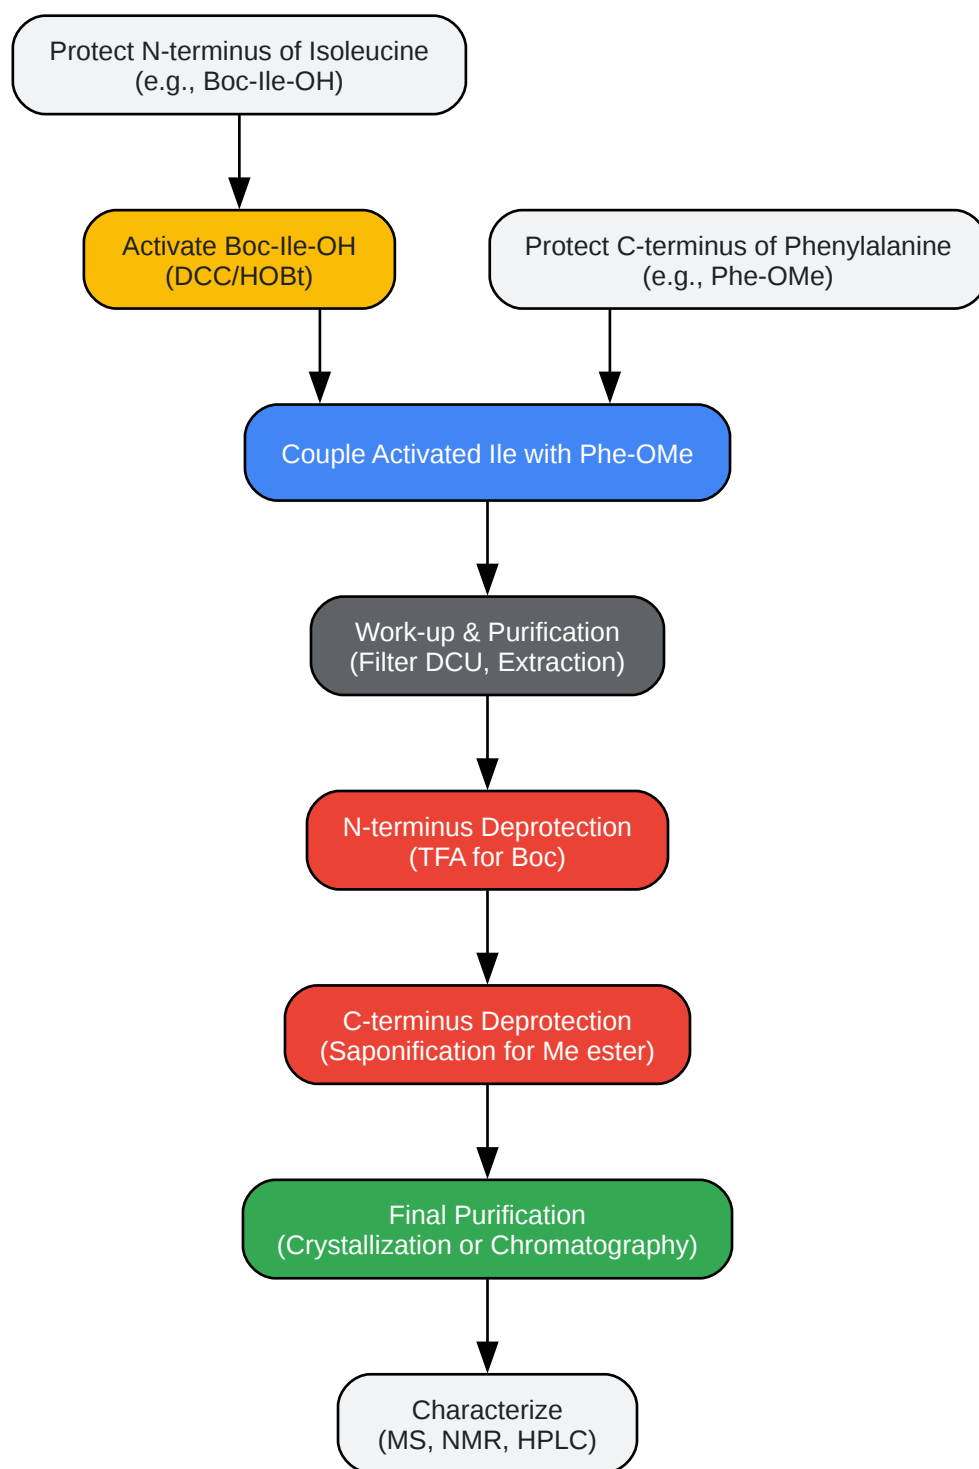 Protect N-terminus of Isoleucine
(e.g., Boc-Ile-OH)
Activate Boc-Ile-OH
(DCC/HOBt)
Protect C-terminus of Phenylalanine
(e.g., Phe-OMe)
Couple Activated Ile with Phe-OMe
Work-up & Purification
(Filter DCU, Extraction)
N-terminus Deprotection
(TFA for Boc)
C-terminus Deprotection
(Saponification for Me ester)
Final Purification
(Crystallization or Chromatography)
Characterize
(MS, NMR, HPLC)